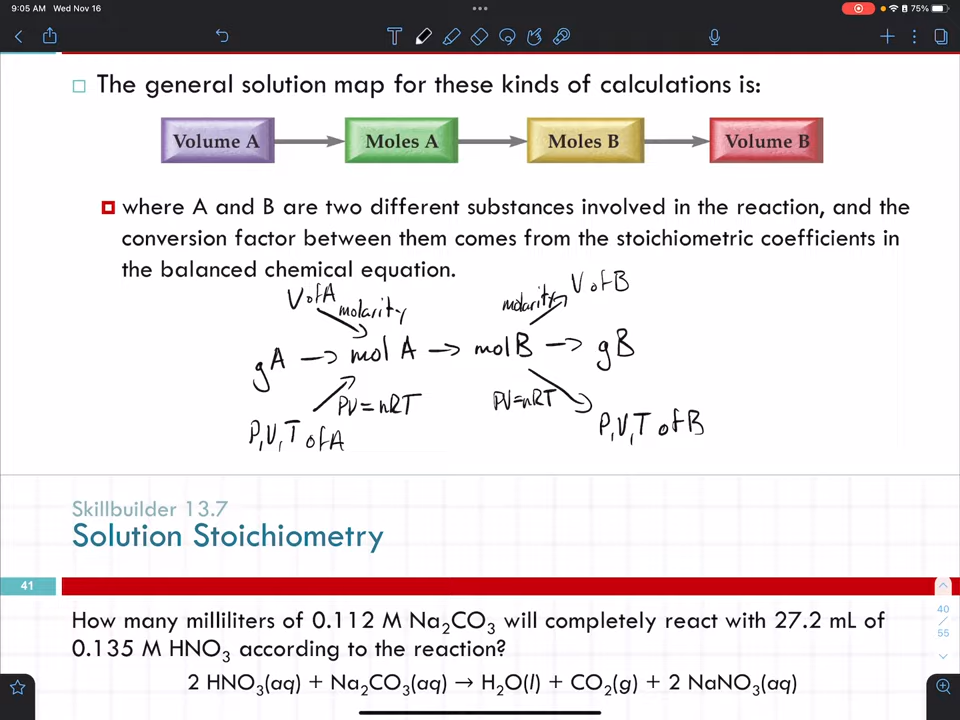 9:05 AM Wed Nov 16
75%
The general solution map for these kinds of calculations is:
Volume A Moles A Moles B Volume B
where A and B are two different substances involved in the reaction, and the
conversion factor between them comes from the stoichiometric coefficients in
the balanced chemical equation.
V of A molarity molarity V of B
gA → mol A → mol B → gB
PV=nRT PV=nRT
P,V,T of A P,V,T of B
Skillbuilder 13.7
Solution Stoichiometry
41
40
/
55
How many milliliters of 0.112 M Na₂CO₃ will completely react with 27.2 mL of
0.135 M HNO₃ according to the reaction?
2 HNO₃(aq) + Na₂CO₃(aq) → H₂O(l) + CO₂(g) + 2 NaNO₃(aq)